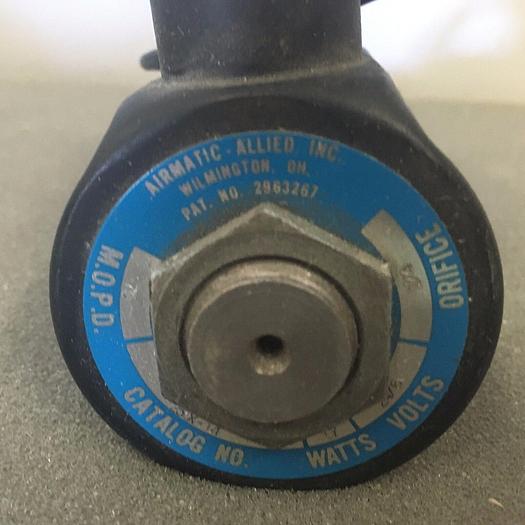 AIRMATIC - ALLIED, INC.
WILMINGTON, OH.
PAT. NO. 2963267
M.O.P.D.
ORIFICE
CATALOG NO.
WATTS
VOLTS